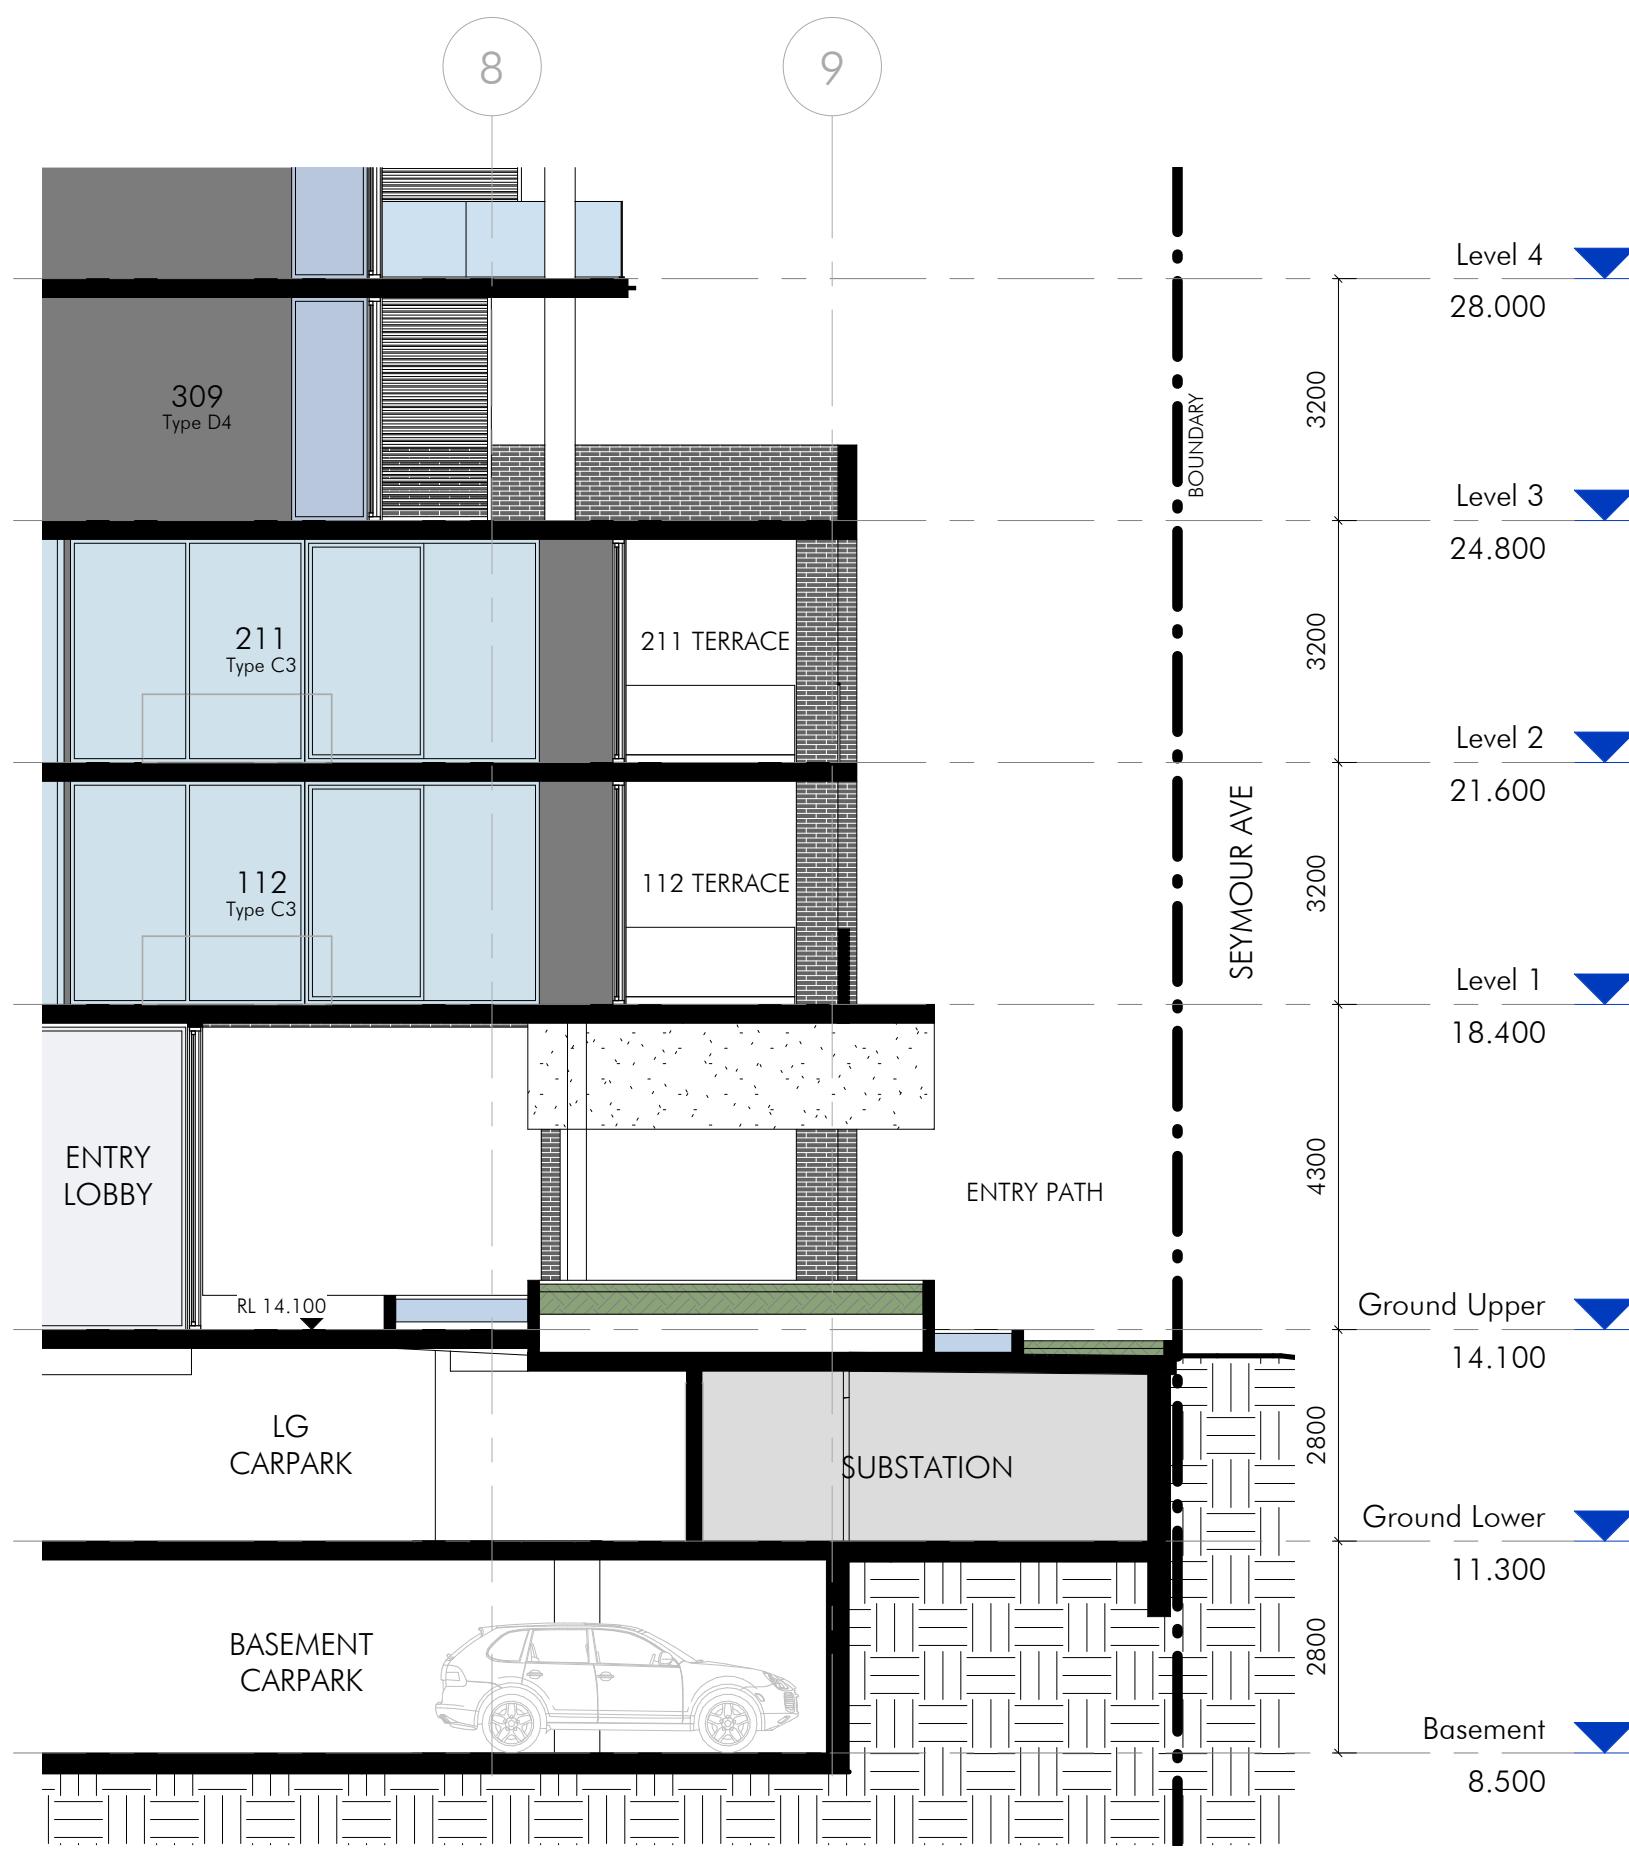 8
9
Level 4
28.000
3200
309
Type D4
BOUNDARY
Level 3
24.800
3200
211
Type C3
211 TERRACE
Level 2
21.600
3200
112
Type C3
112 TERRACE
SEYMOUR AVE
Level 1
18.400
4300
ENTRY
LOBBY
ENTRY PATH
RL 14.100
Ground Upper
14.100
2800
LG
CARPARK
SUBSTATION
Ground Lower
11.300
2800
BASEMENT
CARPARK
Basement
8.500